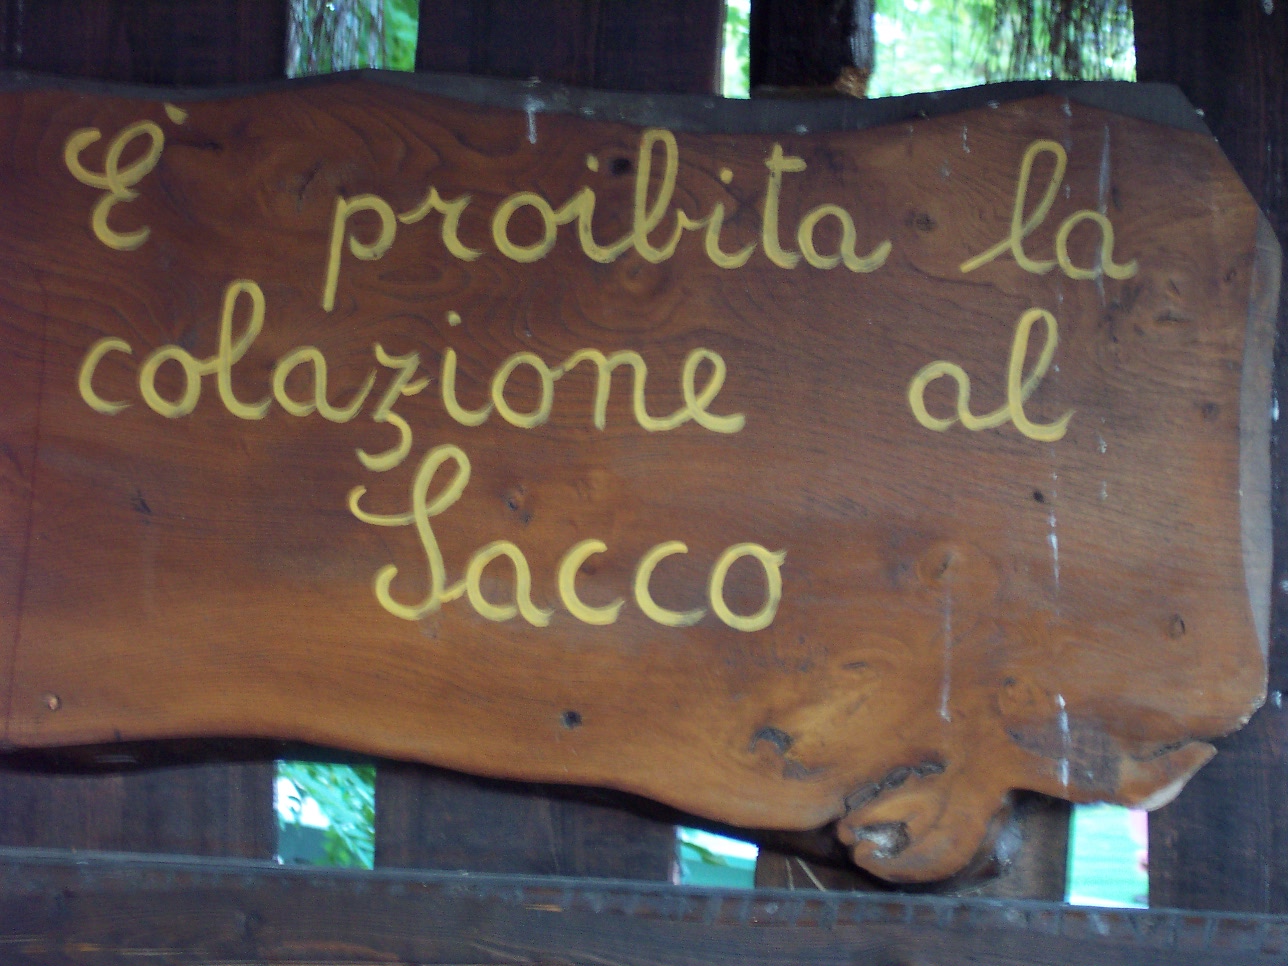 E' proibita la
colazione al
Sacco